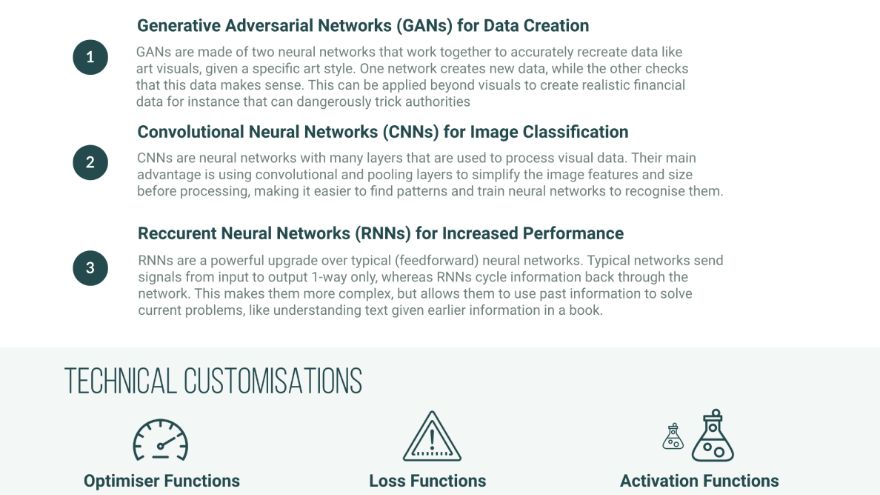 Generative Adversarial Networks (GANs) for Data Creation
1
GANs are made of two neural networks that work together to accurately recreate data like
art visuals, given a specific art style. One network creates new data, while the other checks
that this data makes sense. This can be applied beyond visuals to create realistic financial
data for instance that can dangerously trick authorities
Convolutional Neural Networks (CNNs) for Image Classification
2
CNNs are neural networks with many layers that are used to process visual data. Their main
advantage is using convolutional and pooling layers to simplify the image features and size
before processing, making it easier to find patterns and train neural networks to recognise them.
Reccurent Neural Networks (RNNs) for Increased Performance
3
RNNs are a powerful upgrade over typical (feedforward) neural networks. Typical networks send
signals from input to output 1-way only, whereas RNNs cycle information back through the
network. This makes them more complex, but allows them to use past information to solve
current problems, like understanding text given earlier information in a book.
TECHNICAL CUSTOMISATIONS
Optimiser Functions
Loss Functions
Activation Functions